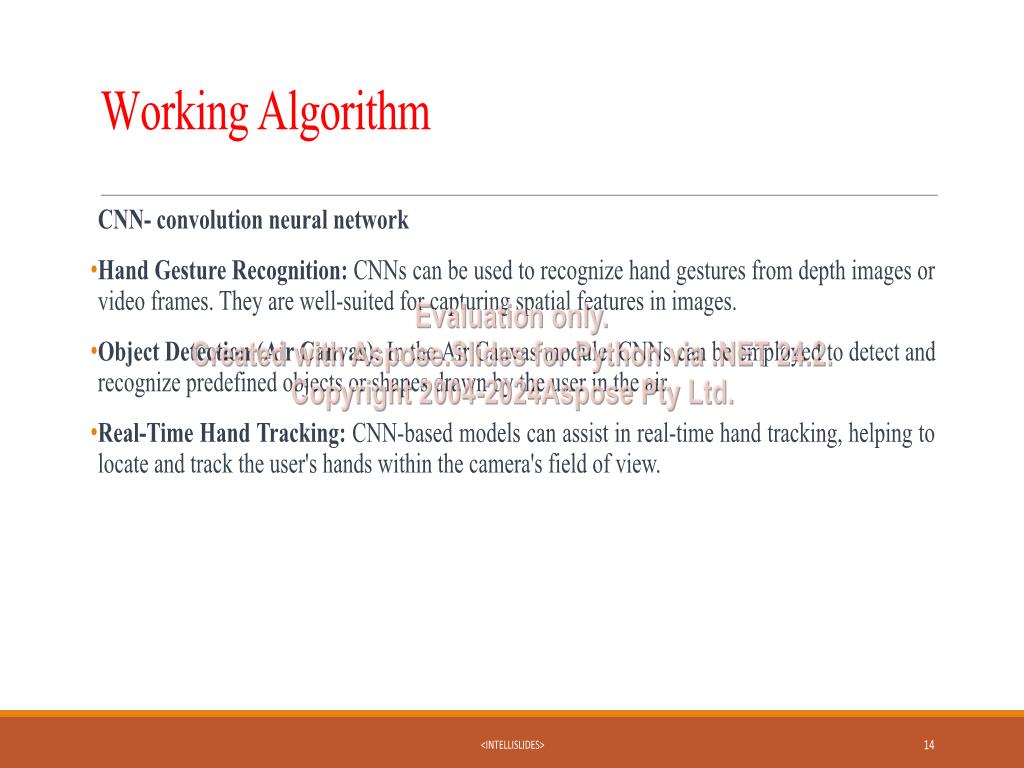 Working Algorithm
CNN- convolution neural network
•Hand Gesture Recognition: CNNs can be used to recognize hand gestures from depth images or
video frames. They are well-suited for capturing spatial features in images.
Evaluation only.
•Object Detection (Air Canvas): In the Air Canvas module, CNNs can be employed to detect and
Created with Aspose.Slides for Python via .NET 24.2.
recognize predefined objects or shapes drawn by the user in the air.
Copyright 2004-2024Aspose Pty Ltd.
•Real-Time Hand Tracking: CNN-based models can assist in real-time hand tracking, helping to
locate and track the user's hands within the camera's field of view.
<INTELLISLIDES>
14